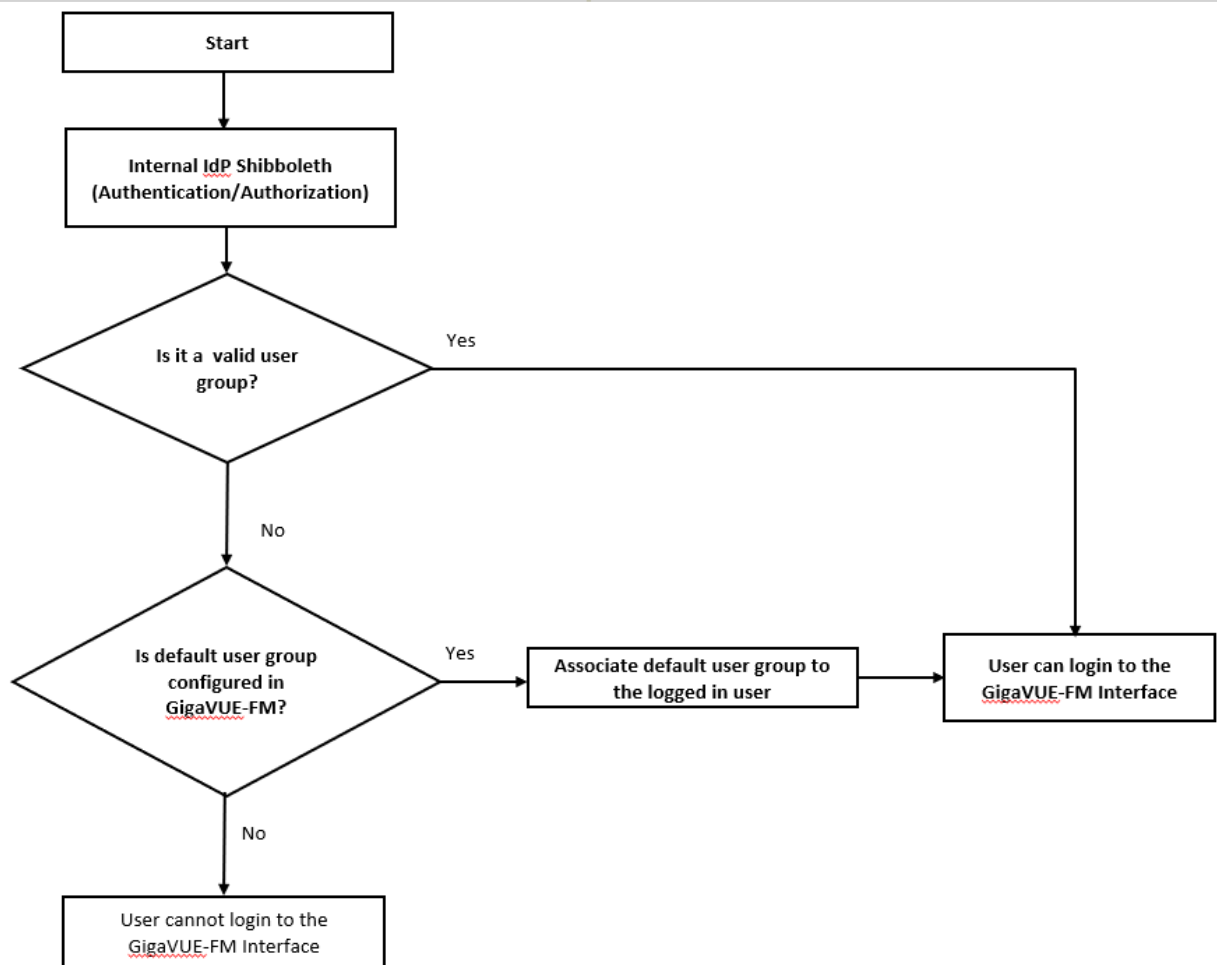 Start
Internal IdP Shibboleth
(Authentication/Authorization)
Is it a valid user
group?
Yes
No
Is default user group
configured in
GigaVUE-FM?
Yes
Associate default user group to
the logged in user
User can login to the
GigaVUE-FM Interface
No
User cannot login to the
GigaVUE-FM Interface